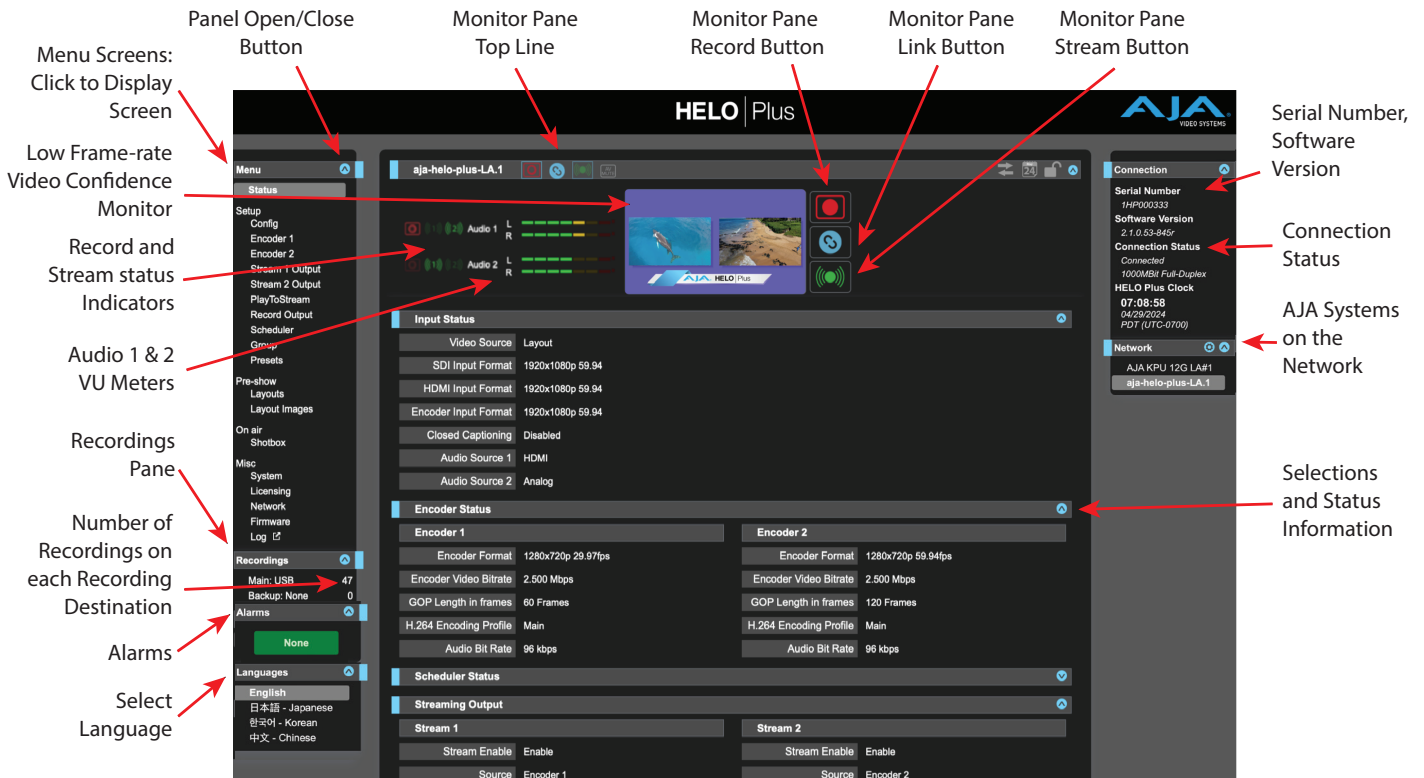 Panel Open/Close
Button
Monitor Pane
Top Line
Monitor Pane
Record Button
Monitor Pane
Link Button
Monitor Pane
Stream Button
Menu Screens:
Click to Display
Screen
Low Frame-rate
Video Confidence
Monitor
Record and
Stream status
Indicators
Audio 1 & 2
VU Meters
Recordings
Pane
Number of
Recordings on
each Recording
Destination
Alarms
Select
Language
HELO Plus
AJA
VIDEO SYSTEMS
Menu
Status
Setup
Config
Encoder 1
Encoder 2
Stream 1 Output
Stream 2 Output
PlayToStream
Record Output
Scheduler
Group
Presets
Pre-show
Layouts
Layout Images
On air
Shotbox
Misc
System
Licensing
Network
Firmware
Log
Recordings
Main: USB 47
Backup: None 0
Alarms
None
Languages
English
日本語 - Japanese
한국어 - Korean
中文 - Chinese
aja-helo-plus-LA.1
24
2 Audio 1 L
R
1 Audio 2 L
R
AJA HELO Plus
Input Status
Video Source Layout
SDI Input Format 1920x1080p 59.94
HDMI Input Format 1920x1080p 59.94
Encoder Input Format 1920x1080p 59.94
Closed Captioning Disabled
Audio Source 1 HDMI
Audio Source 2 Analog
Encoder Status
Encoder 1 Encoder 2
Encoder Format 1280x720p 29.97fps Encoder Format 1280x720p 59.94fps
Encoder Video Bitrate 2.500 Mbps Encoder Video Bitrate 2.500 Mbps
GOP Length in frames 60 Frames GOP Length in frames 120 Frames
H.264 Encoding Profile Main H.264 Encoding Profile Main
Audio Bit Rate 96 kbps Audio Bit Rate 96 kbps
Scheduler Status
Streaming Output
Stream 1 Stream 2
Stream Enable Enable Stream Enable Enable
Source Encoder 1 Source Encoder 2
Connection
Serial Number
1HP000333
Software Version
2.1.0.53-845r
Connection Status
Connected
1000MBit Full-Duplex
HELO Plus Clock
07:08:58
04/29/2024
PDT (UTC-0700)
Network
AJA KPU 12G LA#1
aja-helo-plus-LA.1
Serial Number,
Software
Version
Connection
Status
AJA Systems
on the
Network
Selections
and Status
Information